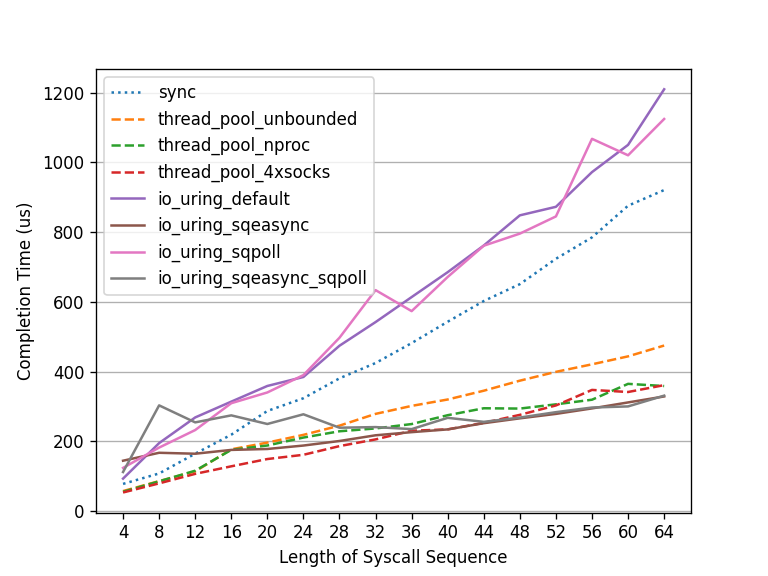 Completion Time (us)
1200
1000
800
600
400
200
0
sync
thread_pool_unbounded
thread_pool_nproc
thread_pool_4xsocks
io_uring_default
io_uring_sqeasync
io_uring_sqpoll
io_uring_sqeasync_sqpoll
4 8 12 16 20 24 28 32 36 40 44 48 52 56 60 64
Length of Syscall Sequence